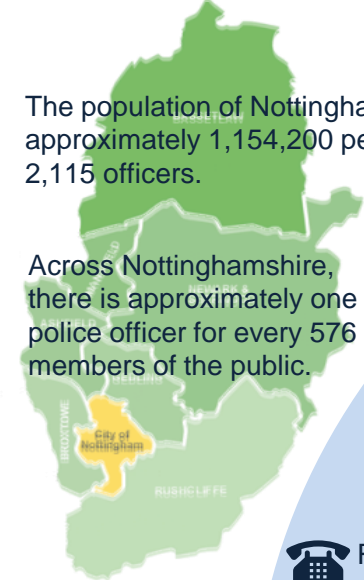 BASSETLAW
The population of Nottingha
approximately 1,154,200 pe
2,115 officers.
Across Nottinghamshire,
there is approximately one
police officer for every 576
members of the public.
NEWARK &
ASHFIELD
GEDLING
BROXTOWE
City of
Nottingham
RUSHCLIFFE